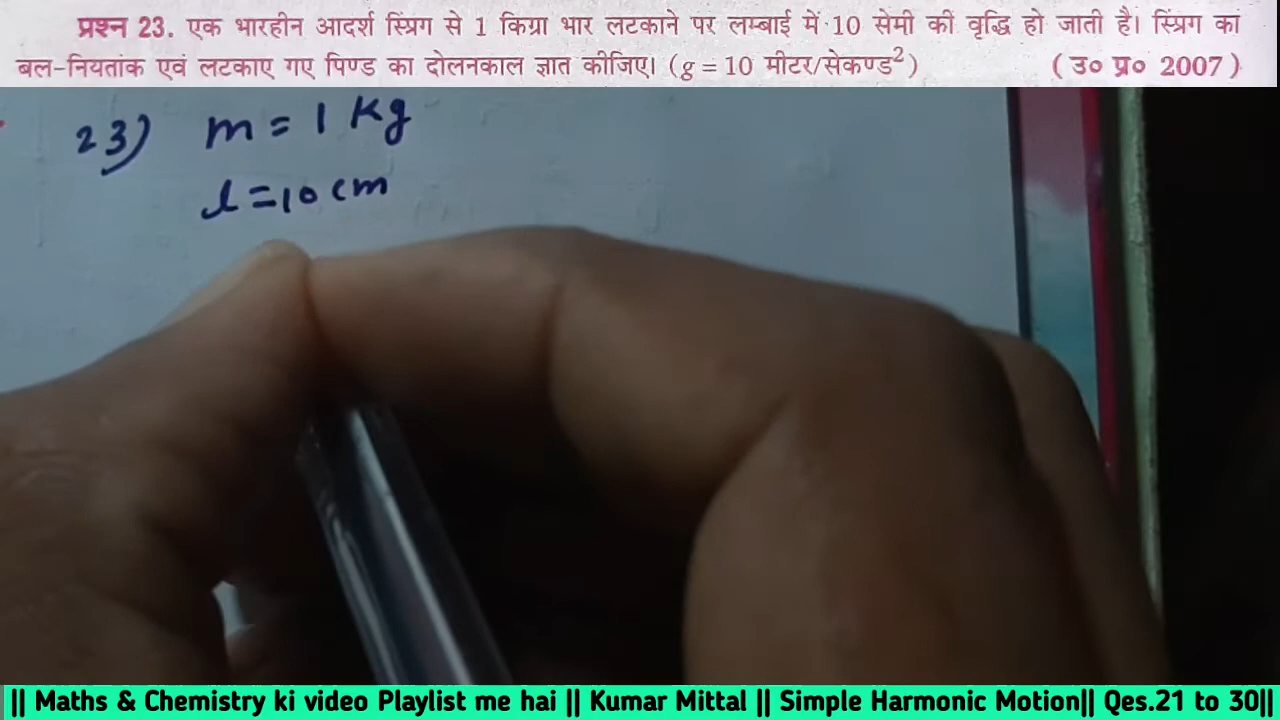 प्रश्न 23. एक भारहीन आदर्श स्प्रिंग से 1 किग्रा भार लटकाने पर लम्बाई में 10 सेमी की वृद्धि हो जाती है। स्प्रिंग का
बल-नियतांक एवं लटकाए गए पिण्ड का दोलनकाल ज्ञात कीजिए। (g = 10 मीटर/सेकण्ड²) ( उ० प्र० 2007 )
23) m = 1 Kg
l = 10 cm
|| Maths & Chemistry ki video Playlist me hai || Kumar Mittal || Simple Harmonic Motion|| Qes.21 to 30||